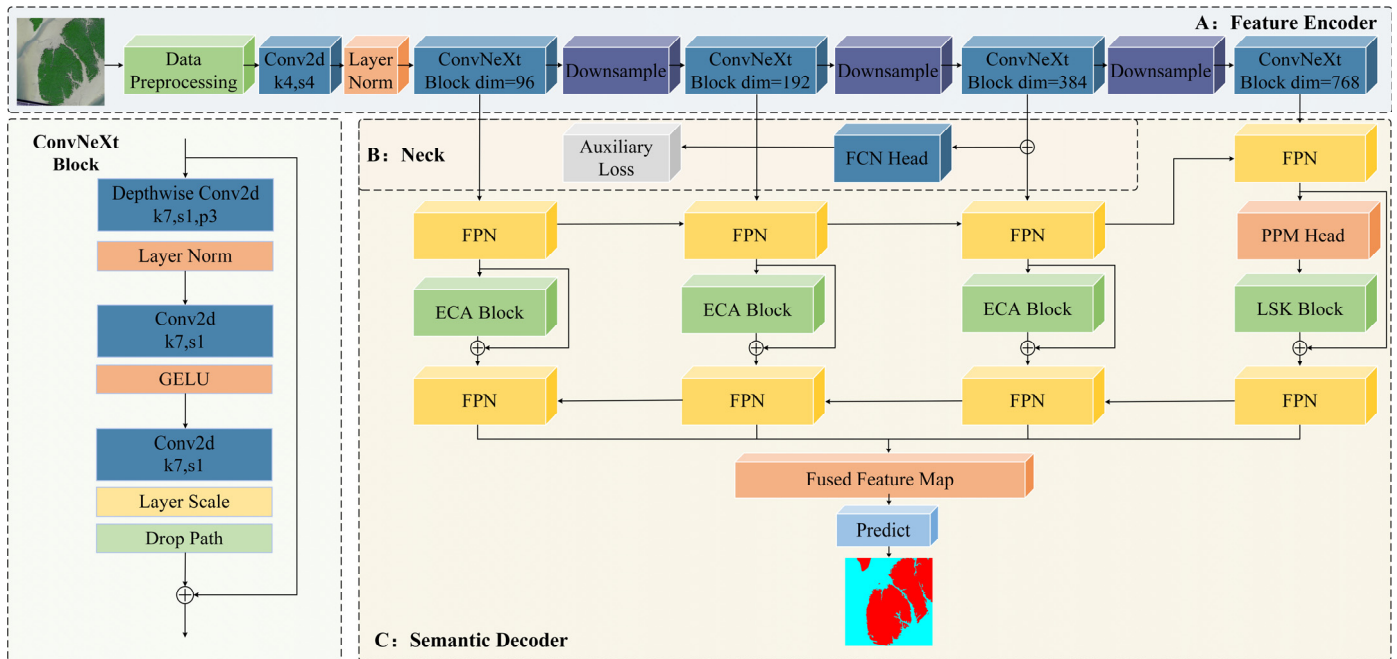 A：Feature Encoder
Data
Preprocessing
Conv2d
k4,s4
Layer
Norm
ConvNeXt
Block dim=96
Downsample
ConvNeXt
Block dim=192
Downsample
ConvNeXt
Block dim=384
Downsample
ConvNeXt
Block dim=768
ConvNeXt
Block
Depthwise Conv2d
k7,s1,p3
Layer Norm
Conv2d
k7,s1
GELU
Conv2d
k7,s1
Layer Scale
Drop Path
B：Neck
Auxiliary
Loss
FCN Head
FPN
FPN
FPN
FPN
PPM Head
ECA Block
ECA Block
ECA Block
LSK Block
FPN
FPN
FPN
FPN
Fused Feature Map
Predict
C：Semantic Decoder